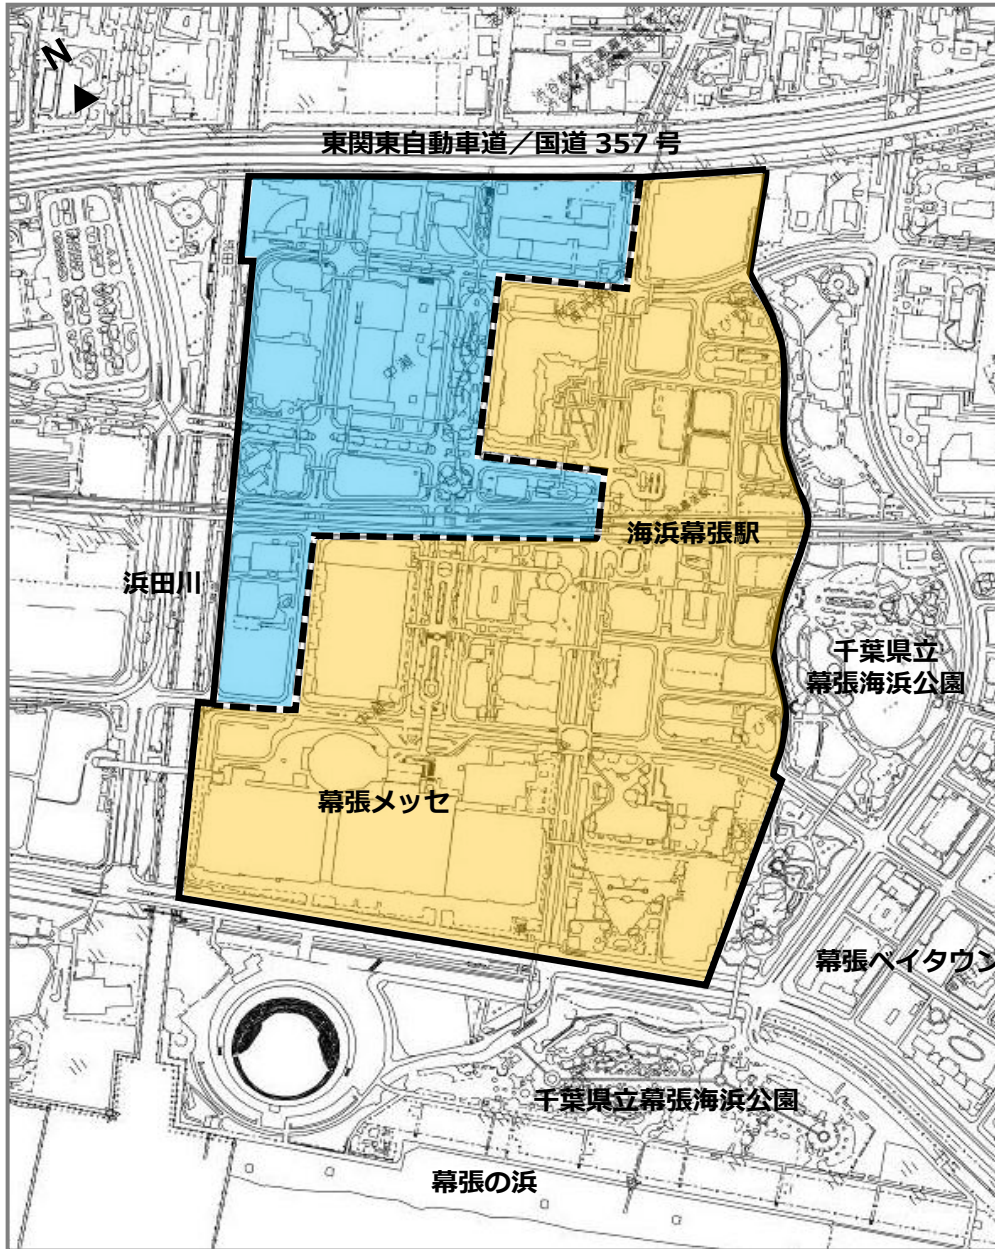 N
東関東自動車道／国道 357 号
中瀬
海浜幕張駅
浜田川
千葉県立
幕張海浜公園
幕張メッセ
幕張ベイタウン
千葉県立幕張海浜公園
幕張の浜